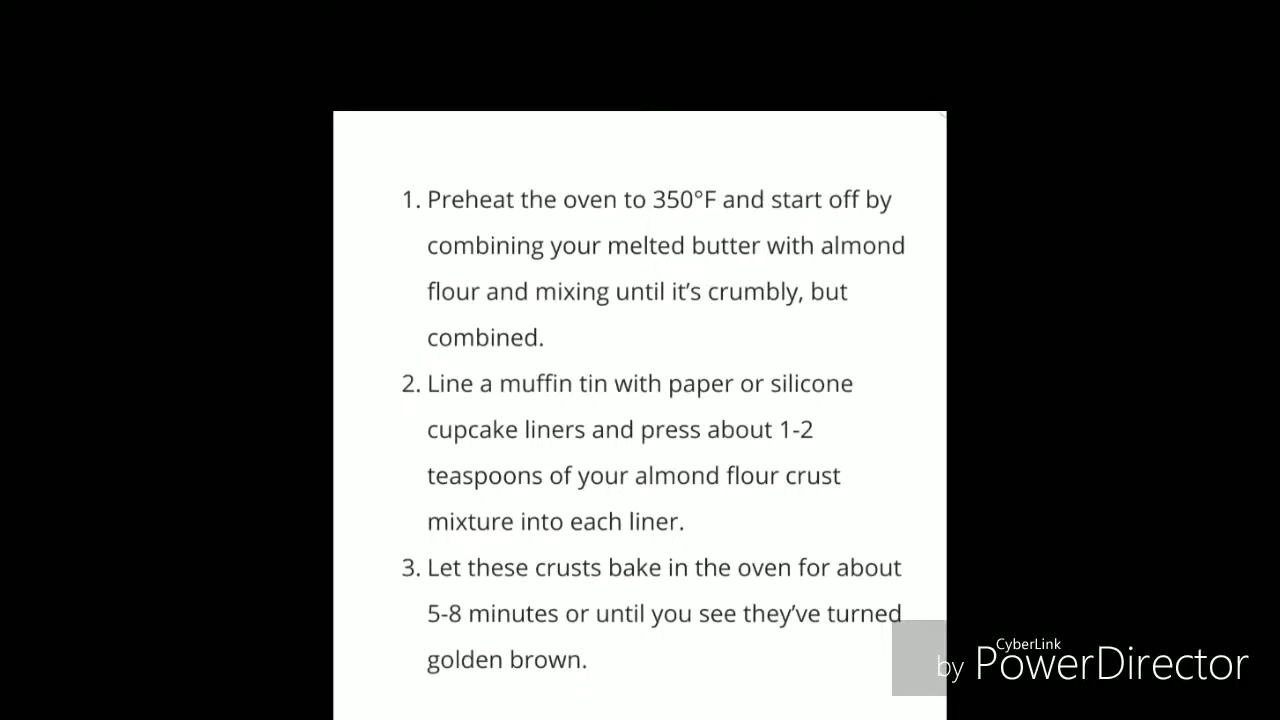 1. Preheat the oven to 350°F and start off by
combining your melted butter with almond
flour and mixing until it’s crumbly, but
combined.
2. Line a muffin tin with paper or silicone
cupcake liners and press about 1-2
teaspoons of your almond flour crust
mixture into each liner.
3. Let these crusts bake in the oven for about
5-8 minutes or until you see they’ve turned
golden brown.
CyberLink
by PowerDirector